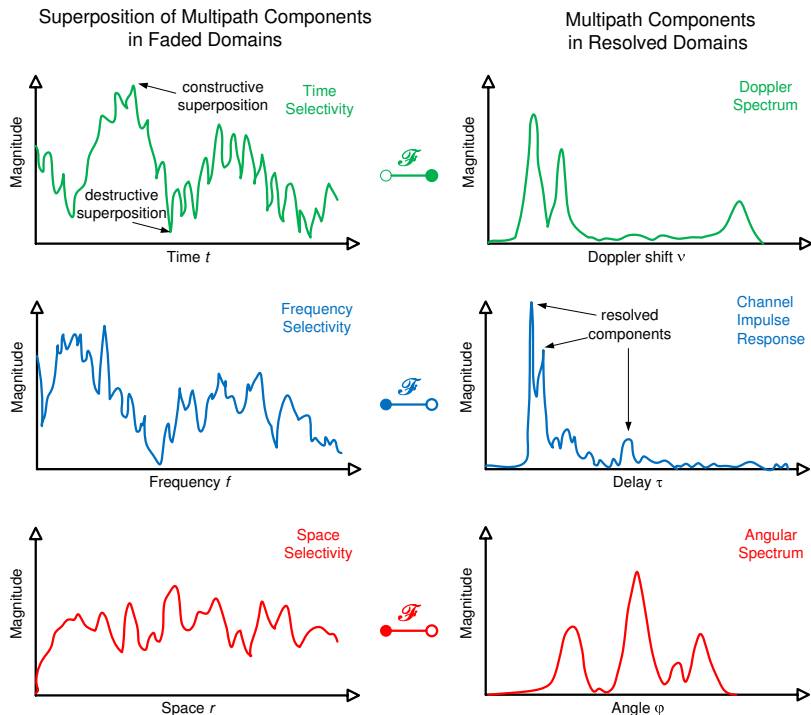 Superposition of Multipath Components
in Faded Domains
Multipath Components
in Resolved Domains
Magnitude
constructive
superposition
destructive
superposition
Time
Selectivity
Time t
ℱ
Magnitude
Doppler
Spectrum
Doppler shift ν
Magnitude
Frequency
Selectivity
Frequency f
ℱ
Magnitude
resolved
components
Channel
Impulse
Response
Delay τ
Magnitude
Space
Selectivity
Space r
ℱ
Magnitude
Angular
Spectrum
Angle φ